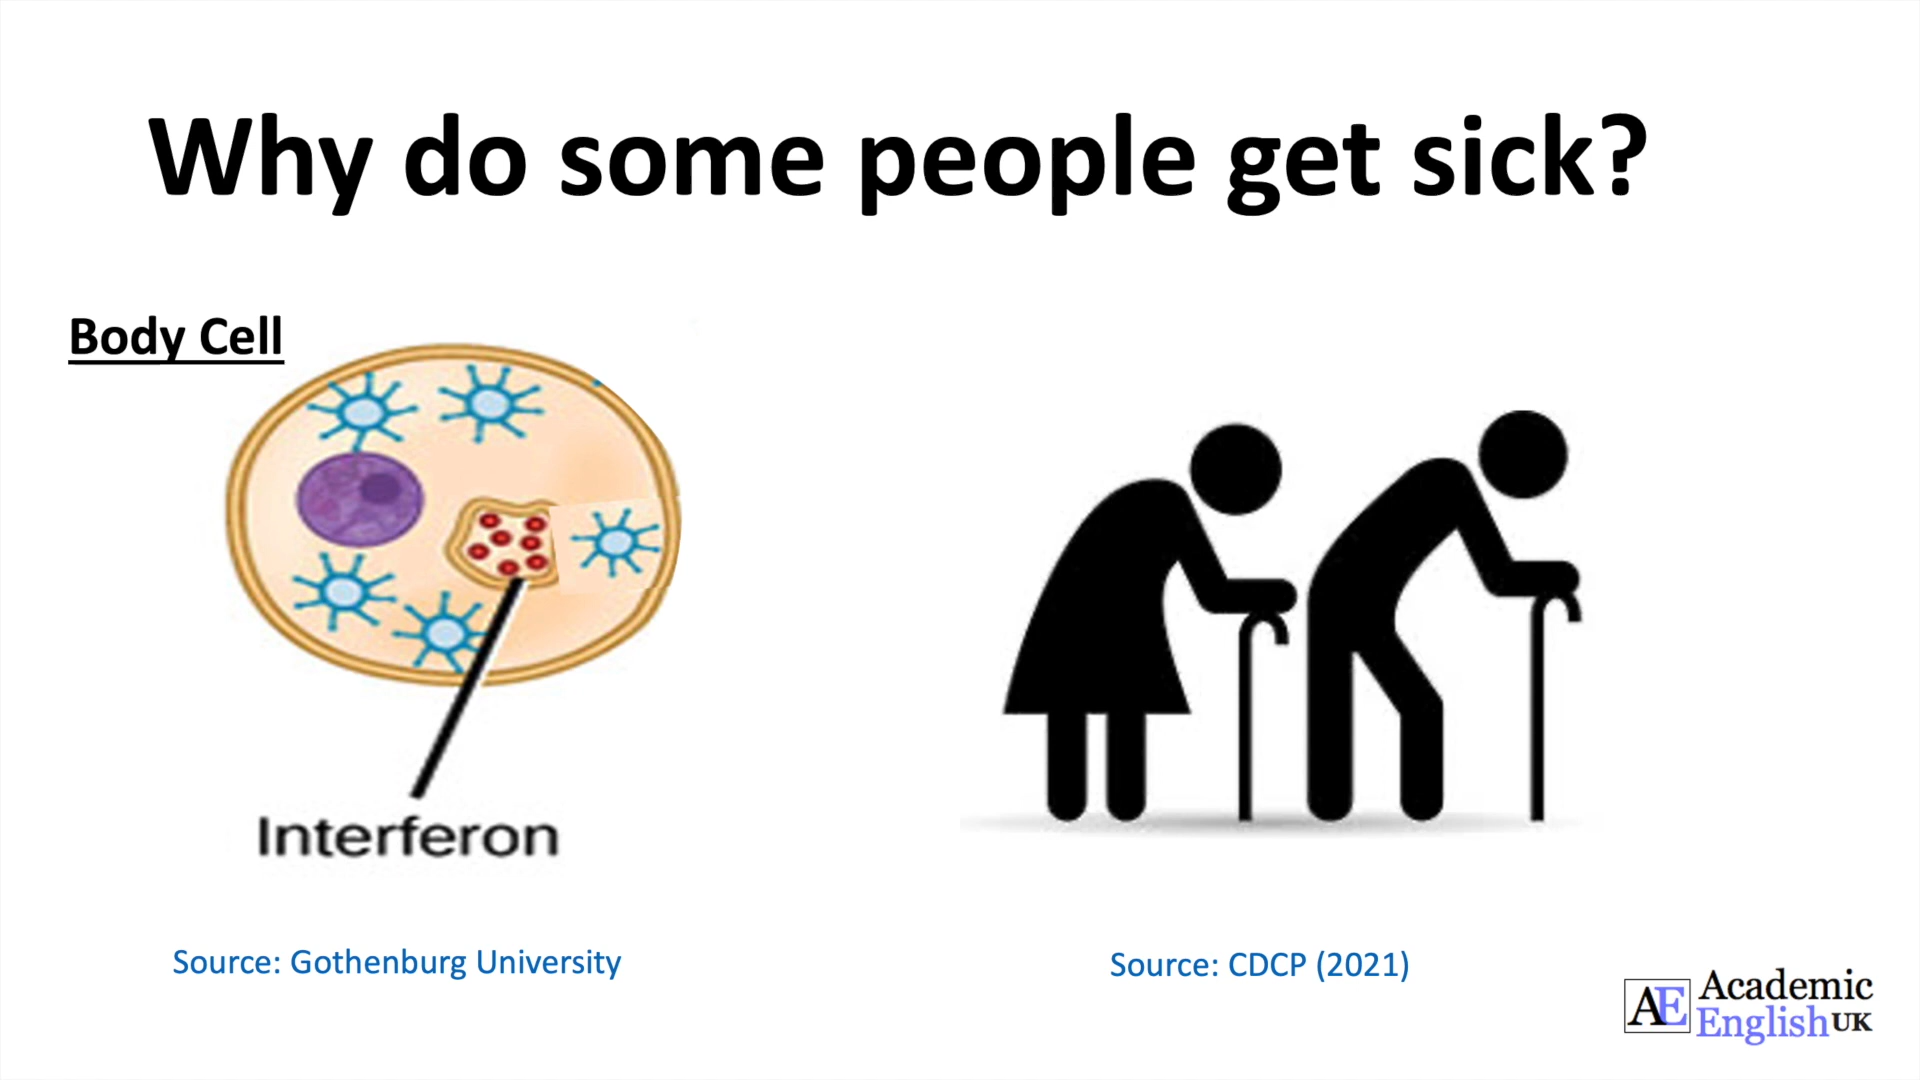 Why do some people get sick?
Body Cell
Interferon
Source: Gothenburg University
Source: CDCP (2021)
AE Academic
English UK